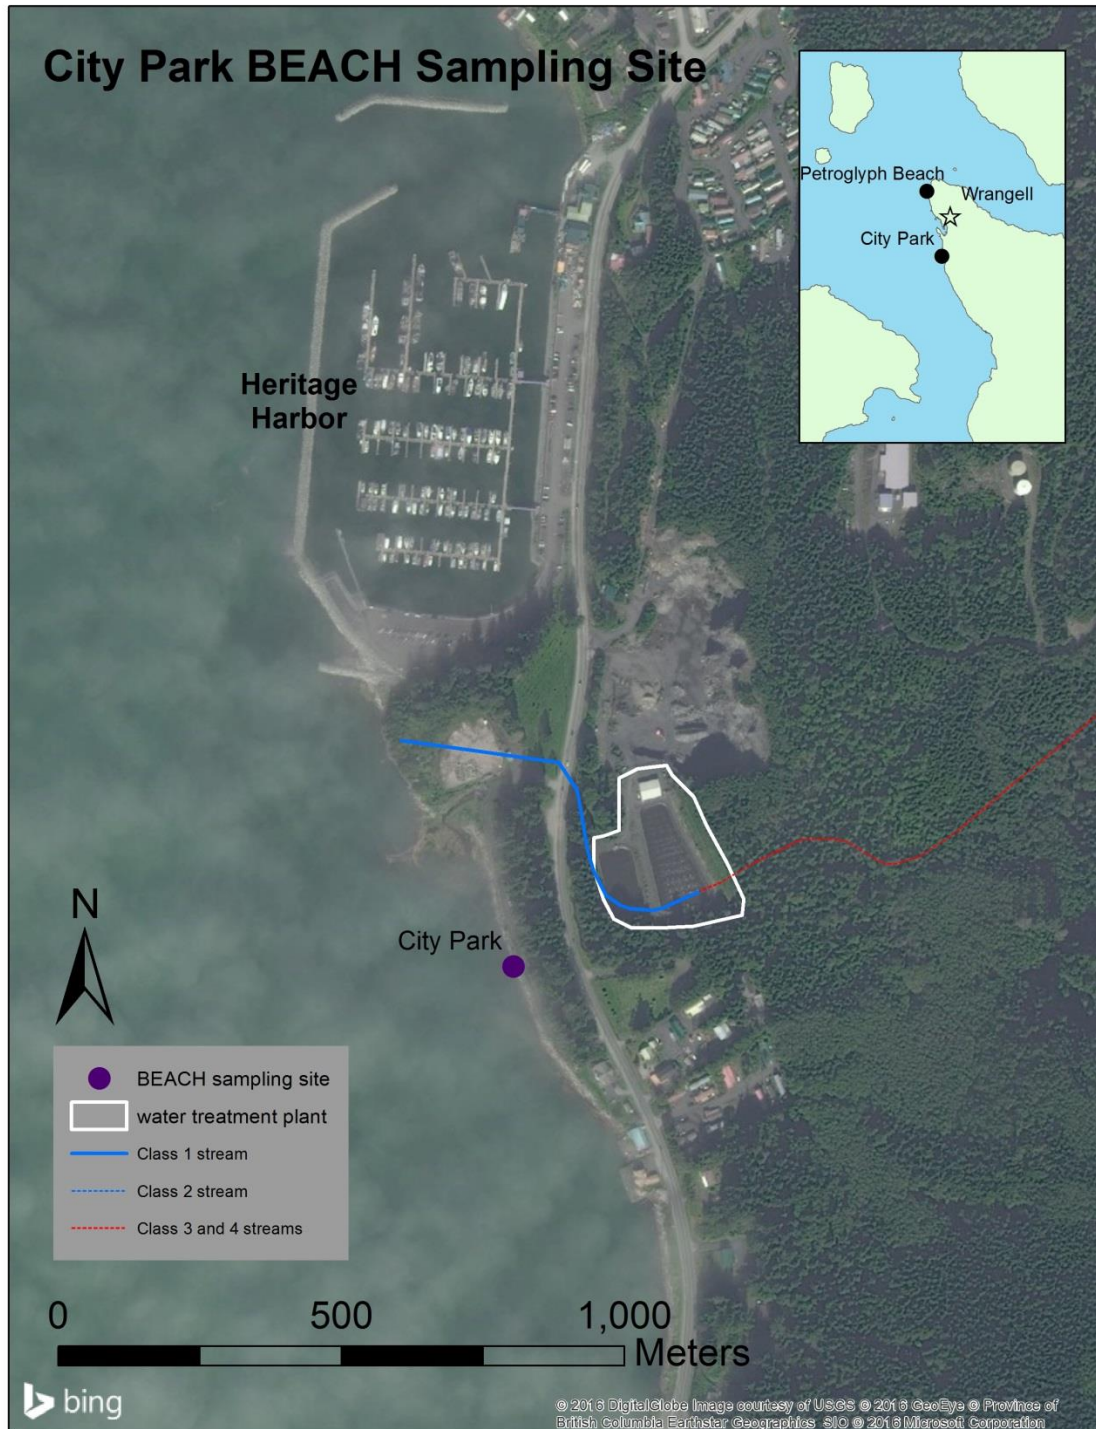 City Park BEACH Sampling Site
Petroglyph Beach
Wrangell
City Park
Heritage
Harbor
N
City Park
BEACH sampling site
water treatment plant
Class 1 stream
Class 2 stream
Class 3 and 4 streams
0 500 1,000
Meters
bing
© 2016 DigitalGlobe Image courtesy of USGS © 2016 GeoEye © Province of
British Columbia Earthstar Geographics SIO © 2016 Microsoft Corporation